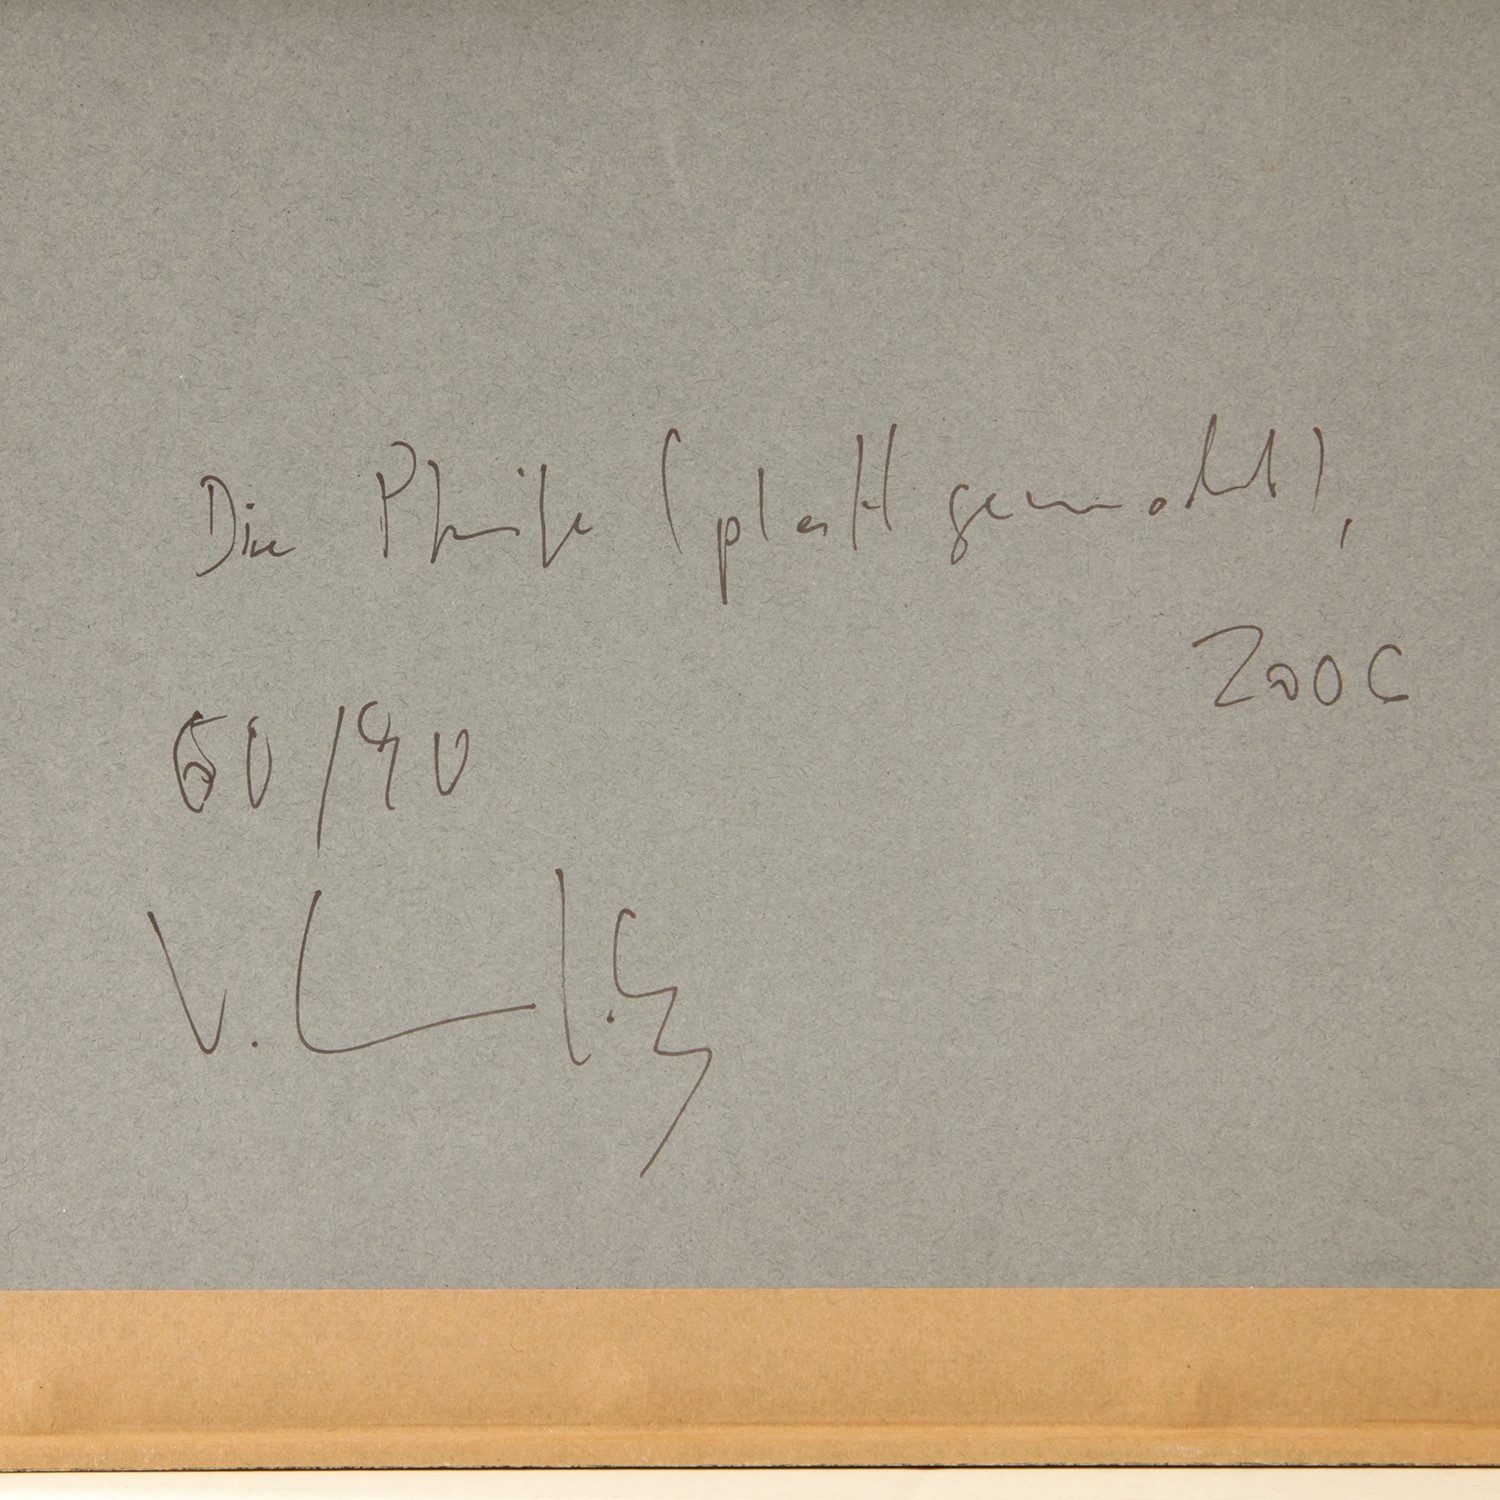 Die Pfeife (platt gemacht),
2006
60/90
V.